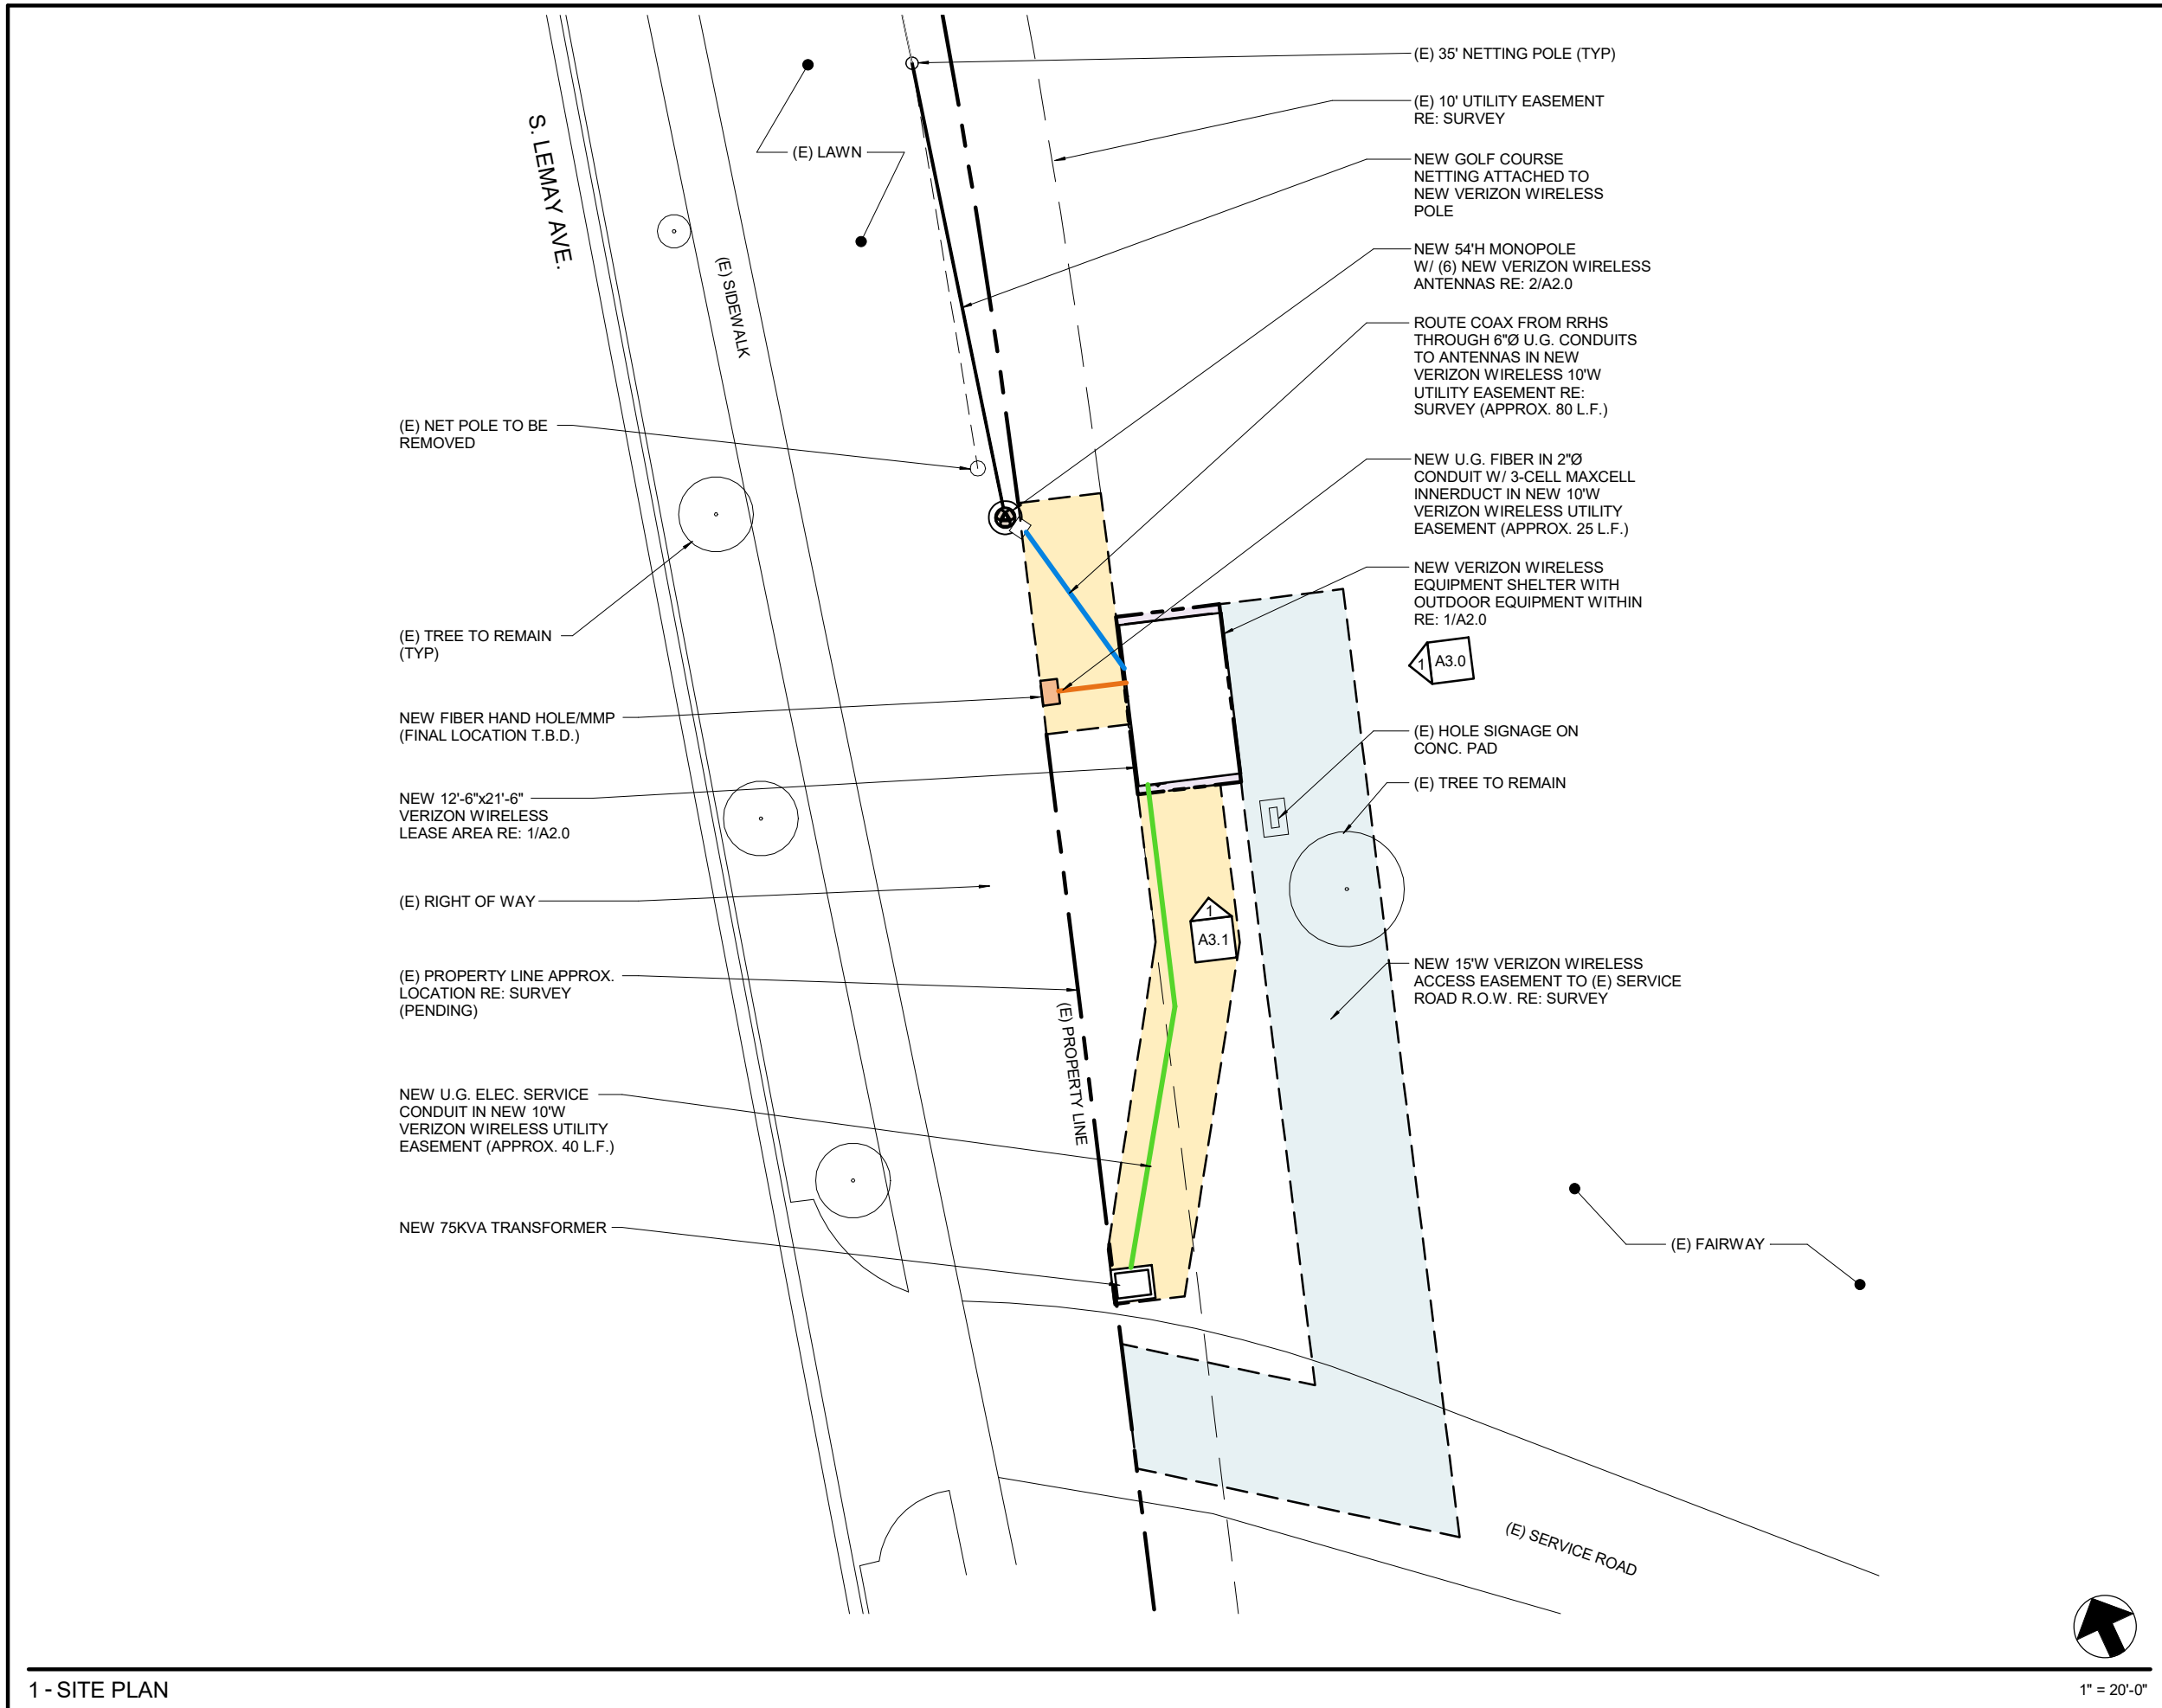 (E) 35' NETTING POLE (TYP)
(E) 10' UTILITY EASEMENT
RE: SURVEY
(E) LAWN
NEW GOLF COURSE
NETTING ATTACHED TO
NEW VERIZON WIRELESS
POLE
S. LEMAY AVE.
(E) SIDEWALK
NEW 54'H MONOPOLE
W/ (6) NEW VERIZON WIRELESS
ANTENNAS RE: 2/A2.0
ROUTE COAX FROM RRHS
THROUGH 6"Ø U.G. CONDUITS
TO ANTENNAS IN NEW
VERIZON WIRELESS 10'W
UTILITY EASEMENT RE:
SURVEY (APPROX. 80 L.F.)
(E) NET POLE TO BE
REMOVED
NEW U.G. FIBER IN 2"Ø
CONDUIT W/ 3-CELL MAXCELL
INNERDUCT IN NEW 10'W
VERIZON WIRELESS UTILITY
EASEMENT (APPROX. 25 L.F.)
NEW VERIZON WIRELESS
EQUIPMENT SHELTER WITH
OUTDOOR EQUIPMENT WITHIN
RE: 1/A2.0
(E) TREE TO REMAIN
(TYP)
1 A3.0
NEW FIBER HAND HOLE/MMP
(FINAL LOCATION T.B.D.)
(E) HOLE SIGNAGE ON
CONC. PAD
(E) TREE TO REMAIN
NEW 12'-6"x21'-6"
VERIZON WIRELESS
LEASE AREA RE: 1/A2.0
(E) RIGHT OF WAY
1
A3.1
(E) PROPERTY LINE APPROX.
LOCATION RE: SURVEY
(PENDING)
NEW 15'W VERIZON WIRELESS
ACCESS EASEMENT TO (E) SERVICE
ROAD R.O.W. RE: SURVEY
(E) PROPERTY LINE
NEW U.G. ELEC. SERVICE
CONDUIT IN NEW 10'W
VERIZON WIRELESS UTILITY
EASEMENT (APPROX. 40 L.F.)
NEW 75KVA TRANSFORMER
(E) FAIRWAY
(E) SERVICE ROAD
1 - SITE PLAN
1" = 20'-0"